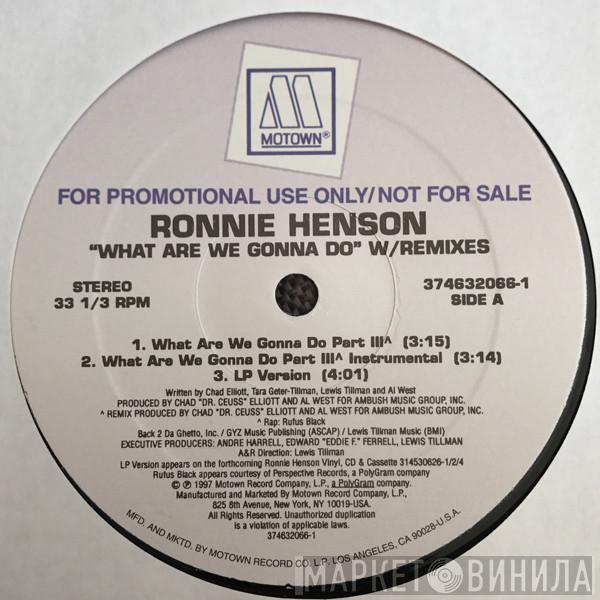 M
MOTOWN®
FOR PROMOTIONAL USE ONLY/NOT FOR SALE
RONNIE HENSON
“WHAT ARE WE GONNA DO” W/REMIXES
STEREO
33 1/3 RPM
374632066-1
SIDE A
1. What Are We Gonna Do Part III^ (3:15)
2. What Are We Gonna Do Part III^ Instrumental (3:14)
3. LP Version (4:01)
Written by Chad Elliott, Tara Geter-Tillman, Lewis Tillman and Al West
PRODUCED BY CHAD "DR. CEUSS" ELLIOTT AND AL WEST FOR AMBUSH MUSIC GROUP, INC.
^ REMIX PRODUCED BY CHAD "DR. CEUSS" ELLIOTT AND AL WEST FOR AMBUSH MUSIC GROUP, INC.
^ Rap: Rufus Black
Back 2 Da Ghetto, Inc. / GYZ Music Publishing (ASCAP) / Lewis Tillman Music (BMI)
EXECUTIVE PRODUCERS: ANDRE HARRELL, EDWARD "EDDIE F." FERRELL, LEWIS TILLMAN
A&R Direction: Lewis Tillman
LP Version appears on the forthcoming Ronnie Henson Vinyl, CD & Cassette 314530626-1/2/4
Rufus Black appears courtesy of Perspective Records, a PolyGram company
© ℗ 1997 Motown Record Company, L.P., a PolyGram company.
Manufactured and Marketed By Motown Record Company, L.P.,
825 8th Avenue, New York, NY 10019-USA.
All Rights Reserved. Unauthorized duplication
is a violation of applicable laws.
374632066-1
MFD. AND MKTD. BY MOTOWN RECORD CO. L.P. LOS ANGELES, CA 90028-U.S.A.
МАРКЕТ ВИНИЛА